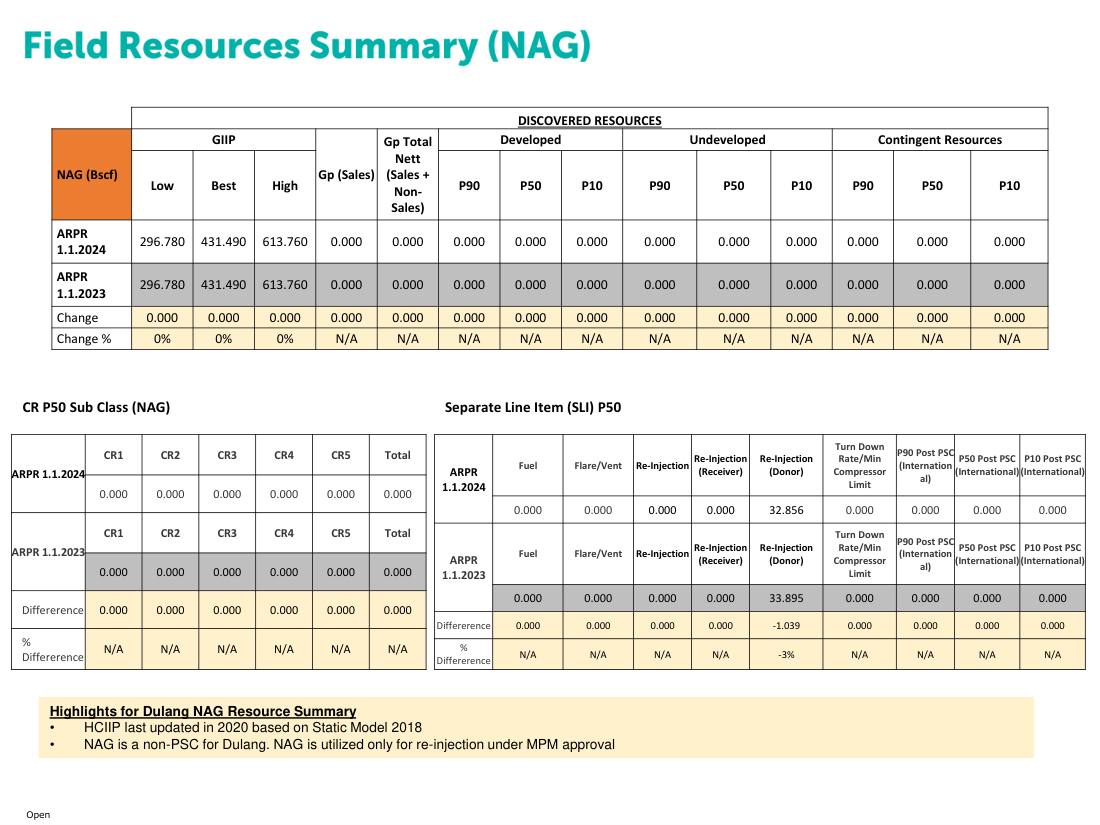 Field Resources Summary (NAG)
DISCOVERED RESOURCES
NAG (Bscf) GIIP Gp (Sales) Gp Total Nett (Sales + Non-Sales) Developed Undeveloped Contingent Resources
Low Best High P90 P50 P10 P90 P50 P10 P90 P50 P10
ARPR 1.1.2024 296.780 431.490 613.760 0.000 0.000 0.000 0.000 0.000 0.000 0.000 0.000 0.000 0.000 0.000
ARPR 1.1.2023 296.780 431.490 613.760 0.000 0.000 0.000 0.000 0.000 0.000 0.000 0.000 0.000 0.000 0.000
Change 0.000 0.000 0.000 0.000 0.000 0.000 0.000 0.000 0.000 0.000 0.000 0.000 0.000 0.000
Change % 0% 0% 0% N/A N/A N/A N/A N/A N/A N/A N/A N/A N/A N/A
CR P50 Sub Class (NAG)
ARPR 1.1.2024 CR1 CR2 CR3 CR4 CR5 Total
0.000 0.000 0.000 0.000 0.000 0.000
ARPR 1.1.2023 CR1 CR2 CR3 CR4 CR5 Total
0.000 0.000 0.000 0.000 0.000 0.000
Differerence 0.000 0.000 0.000 0.000 0.000 0.000
% Differerence N/A N/A N/A N/A N/A N/A
Separate Line Item (SLI) P50
ARPR 1.1.2024 Fuel Flare/Vent Re-Injection Re-Injection (Receiver) Re-Injection (Donor) Turn Down Rate/Min Compressor Limit P90 Post PSC (International) P50 Post PSC (International) P10 Post PSC (International)
0.000 0.000 0.000 0.000 32.856 0.000 0.000 0.000 0.000
ARPR 1.1.2023 Fuel Flare/Vent Re-Injection Re-Injection (Receiver) Re-Injection (Donor) Turn Down Rate/Min Compressor Limit P90 Post PSC (International) P50 Post PSC (International) P10 Post PSC (International)
0.000 0.000 0.000 0.000 33.895 0.000 0.000 0.000 0.000
Differerence 0.000 0.000 0.000 0.000 -1.039 0.000 0.000 0.000 0.000
% Differerence N/A N/A N/A N/A -3% N/A N/A N/A N/A
Highlights for Dulang NAG Resource Summary
• HCIIP last updated in 2020 based on Static Model 2018
• NAG is a non-PSC for Dulang. NAG is utilized only for re-injection under MPM approval
Open